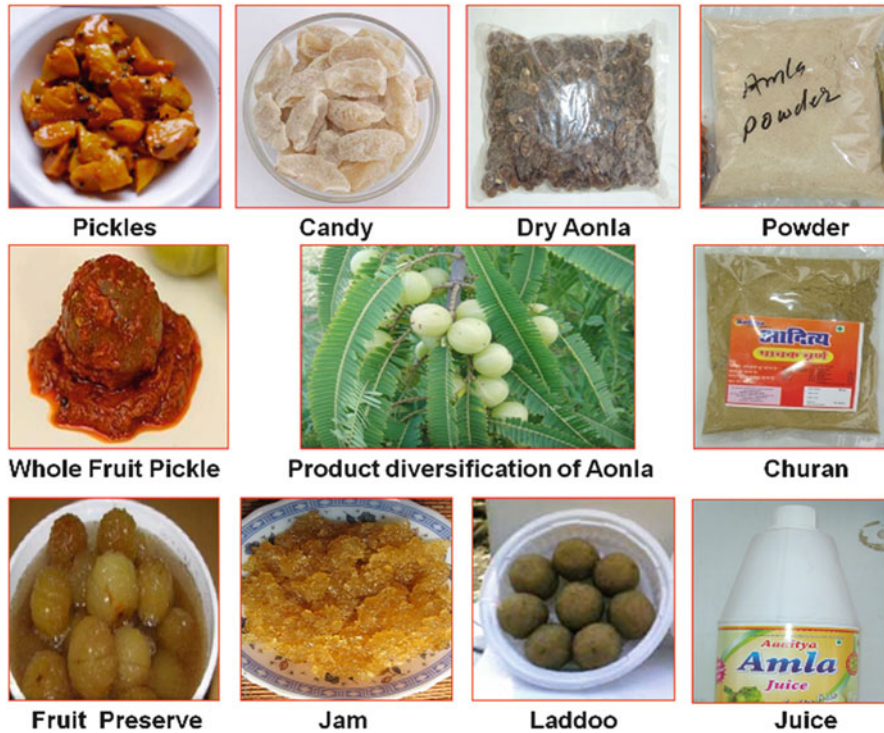 Amla
powder
Pickles
Candy
Dry Aonla
Powder
आदित्य
पाचक चूर्ण
Whole Fruit Pickle
Product diversification of Aonla
Churan
Aaditya
Amla
Juice
Fruit Preserve
Jam
Laddoo
Juice